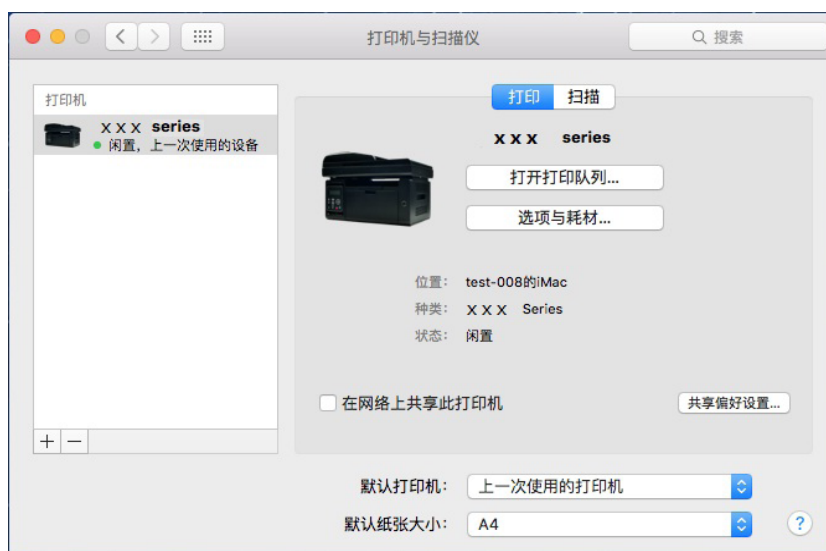 打印机与扫描仪
搜索
打印机
X X X series
闲置，上一次使用的设备
打印
扫描
x x x series
打开打印队列...
选项与耗材...
位置： test-008的iMac
种类： X X X Series
状态： 闲置
在网络上共享此打印机
共享偏好设置...
+ −
默认打印机： 上一次使用的打印机
默认纸张大小： A4
?